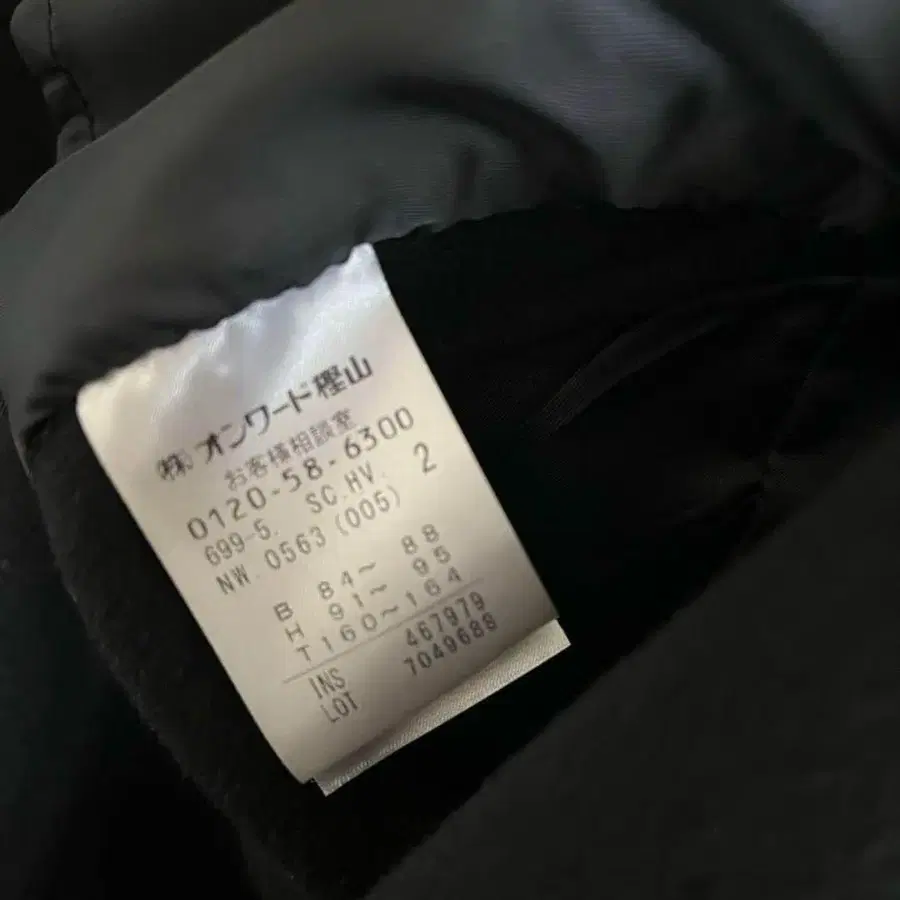 ㈱オンワード樫山
お客様相談室
0120-58-6300
699-5. SC.HV. 2
NW 0563 (005)
B 84～ 88
H 91～ 95
T160～164
INS 467979
LOT 7049688